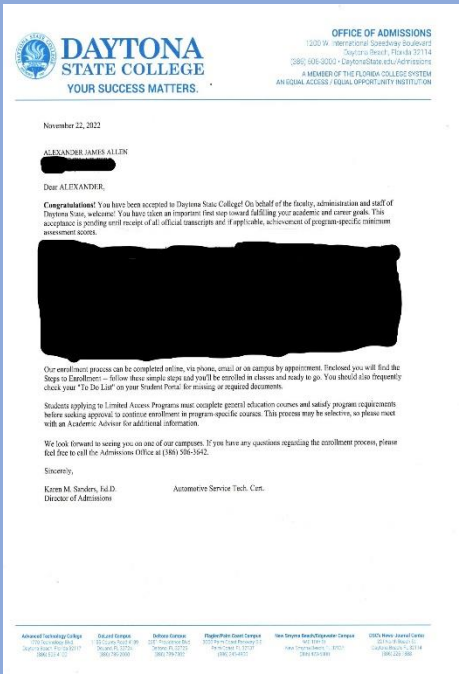 DAYTONA
STATE COLLEGE
YOUR SUCCESS MATTERS.
OFFICE OF ADMISSIONS
1200 W. International Speedway Boulevard
Daytona Beach, Florida 32114
DaytonaState.edu/Admissions
A MEMBER OF THE FLORIDA COLLEGE SYSTEM
AN EQUAL ACCESS / EQUAL OPPORTUNITY INSTITUTION
November 22, 2022
ALEXANDER JAMES ALLEN
Dear ALEXANDER,
Congratulations! You have been accepted to Daytona State College! On behalf of the faculty, administration and staff of
Daytona State, welcome! You have taken an important first step toward fulfilling your academic and career goals. This
acceptance is pending until receipt of all official transcripts and if applicable, achievement of program-specific minimum
assessment scores.
Our enrollment process can be completed online, via phone, email or on campus by appointment. Enclosed you will find the
Steps to Enrollment – follow these simple steps and you'll be enrolled in classes and ready to go. You should also frequently
check your "To Do List" on your Student Portal for missing or required documents.
Students applying to Limited Access Programs must complete general education courses and satisfy program requirements
before seeking approval to continue enrollment in program-specific courses. This process may be selective, so please meet
with an Academic Advisor for additional information.
We look forward to seeing you on one of our campuses. If you have any questions regarding the enrollment process, please
feel free to call the Admissions Office at (386) 506-3642.
Sincerely,
Karen M. Sanders, Ed.D. Automotive Service Tech. Cert.
Director of Admissions
Advanced Technology College
DeLand Campus
Deltona Campus
Flagler/Palm Coast Campus
New Smyrna Beach/Edgewater Campus